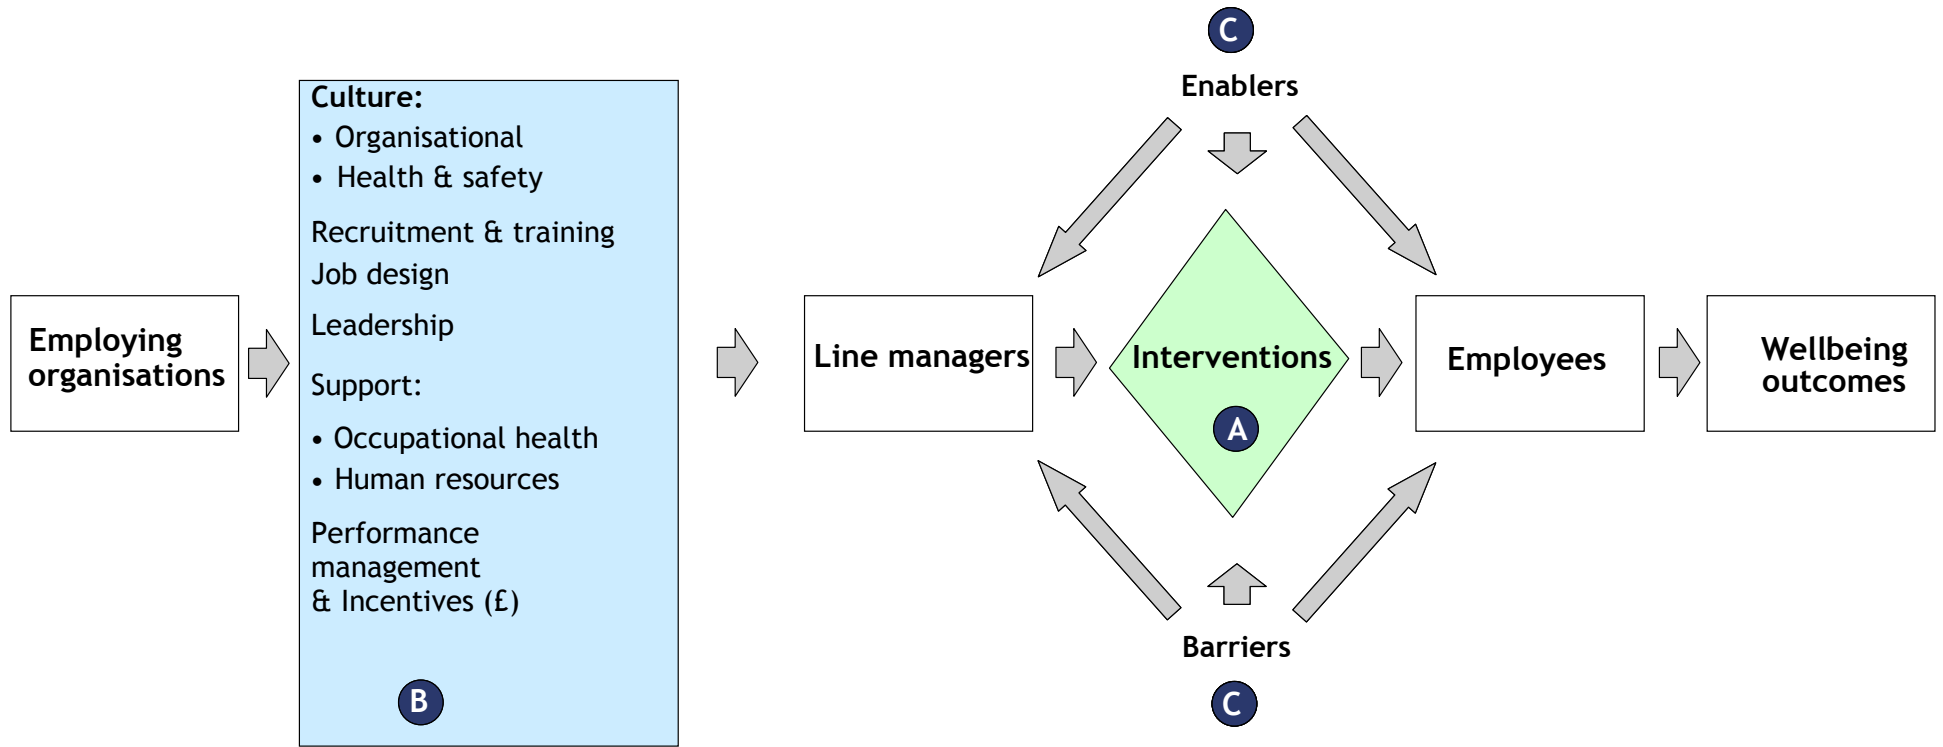 Employing
organisations
Culture:
• Organisational
• Health & safety
Recruitment & training
Job design
Leadership
Support:
• Occupational health
• Human resources
Performance
management
& Incentives (£)
B
Line managers
C
Enablers
Interventions
A
Barriers
C
Employees
Wellbeing
outcomes